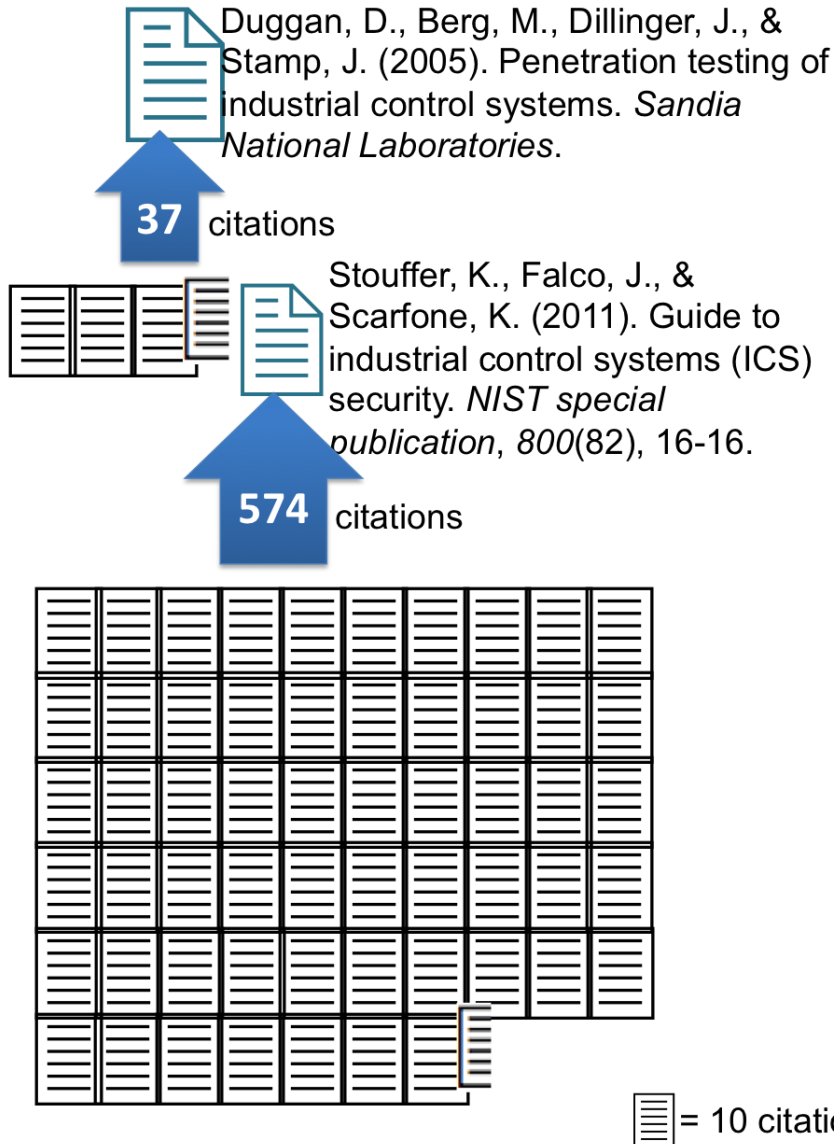 Duggan, D., Berg, M., Dillinger, J., &
Stamp, J. (2005). Penetration testing of
industrial control systems. Sandia
National Laboratories.
37 citations
Stouffer, K., Falco, J., &
Scarfone, K. (2011). Guide to
industrial control systems (ICS)
security. NIST special
publication, 800(82), 16-16.
574 citations
= 10 citatio